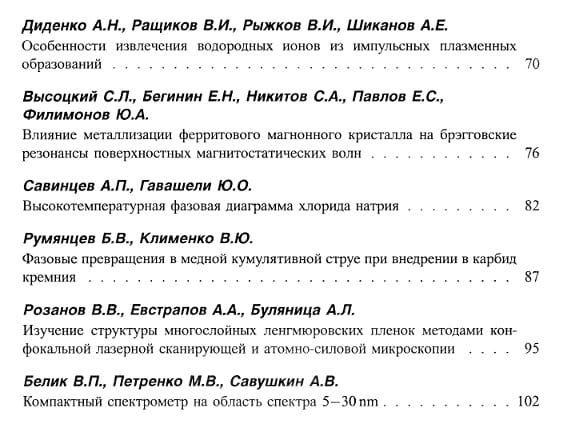 Диденко А.Н., Ращиков В.И., Рыжков В.И., Шиканов А.Е.
Особенности извлечения водородных ионов из импульсных плазменных
образований . . . . . . . . . . . . . . . . . . . . . . . . . . . . . . . . . 70
Высоцкий С.Л., Бегинин Е.Н., Никитов С.А., Павлов Е.С.,
Филимонов Ю.А.
Влияние металлизации ферритового магнонного кристалла на брэгговские
резонансы поверхностных магнитостатических волн . . . . . . . . . . . . 76
Савинцев А.П., Гавашели Ю.О.
Высокотемпературная фазовая диаграмма хлорида натрия . . . . . . . . . 82
Румянцев Б.В., Клименко В.Ю.
Фазовые превращения в медной кумулятивной струе при внедрении в карбид
кремния . . . . . . . . . . . . . . . . . . . . . . . . . . . . . . . . . . . 87
Розанов В.В., Евстрапов А.А., Буляница А.Л.
Изучение структуры многослойных ленгмюровских пленок методами кон-
фокальной лазерной сканирующей и атомно-силовой микроскопии . . . . 95
Белик В.П., Петренко М.В., Савушкин А.В.
Компактный спектрометр на область спектра 5−30 nm . . . . . . . . . . . 102